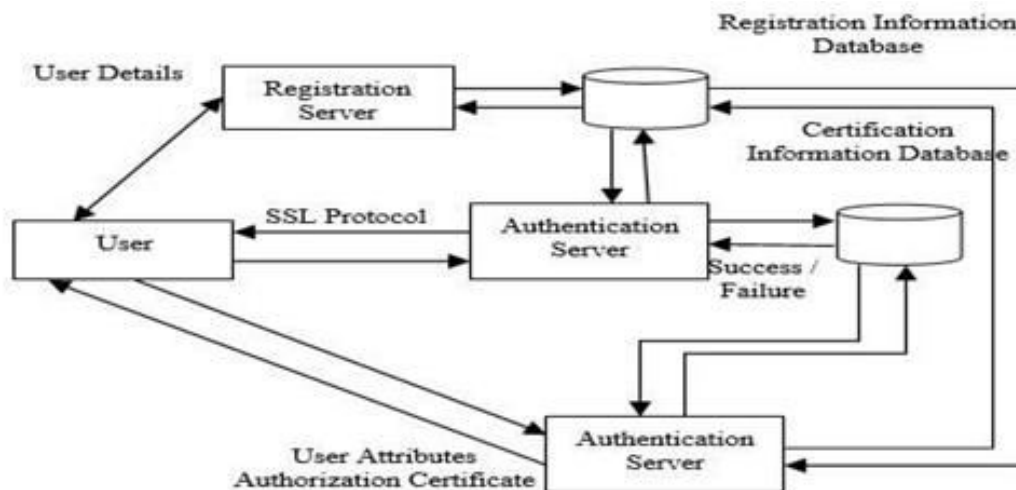 Registration Information
Database
User Details
Registration
Server
Certification
Information Database
SSL Protocol
User
Authentication
Server
Success /
Failure
Authentication
Server
User Attributes
Authorization Certificate